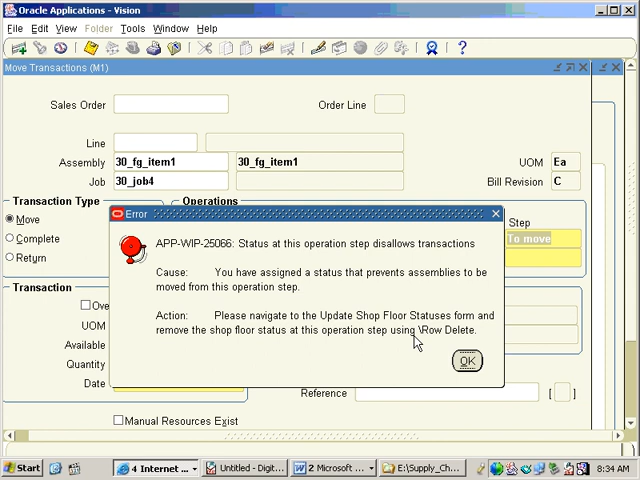 Oracle Applications - Vision
File Edit View Folder Tools Window Help
Move Transactions (M1)
Sales Order
Order Line
Line
Assembly 30_fg_item1 30_fg_item1 UOM Ea
Job 30_job4 Bill Revision C
Transaction Type Operations
Move
Step
Complete
To move
Return
Error
APP-WIP-25066: Status at this operation step disallows transactions
Cause: You have assigned a status that prevents assemblies to be
moved from this operation step.
Action: Please navigate to the Update Shop Floor Statuses form and
remove the shop floor status at this operation step using \Row Delete.
OK
Transaction
Ove
UOM
Available
Quantity
Date
Reference [ ]
Manual Resources Exist
Start 4 Internet ... Untitled - Digit... 2 Microsoft ... E:\Supply_Ch... 8:34 AM